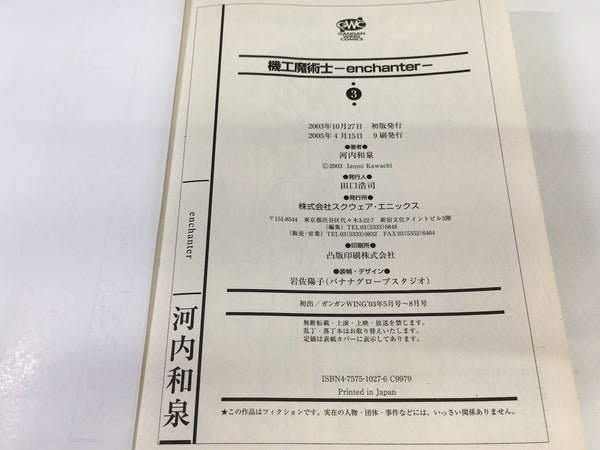 GWC
GANGAN
WING
COMICS
機工魔術士－enchanter－
3
2003年10月27日　初版発行
2005年 4 月15日　9 刷発行
●著者●
河内和泉
©2003 Izumi Kawachi
●発行人●
田口浩司
●発行所●
株式会社スクウェア・エニックス
〒151-8544　東京都渋谷区代々木3-22-7　新宿文化クイントビル3階
〈編集〉TEL03(5333)0848
〈販売・営業〉TEL03(5333)0832　FAX03(5352)6464
●印刷所●
凸版印刷株式会社
●装幀・デザイン●
岩佐陽子(バナナグローブスタジオ)
初出／ガンガンWING'03年5月号～8月号
無断転載・上演・上映・放送を禁じます。
乱丁・落丁本はお取り替えいたします。
定価は表紙カバーに表示してあります。
ISBN4-7575-1027-6 C9979
Printed in Japan
★この作品はフィクションです。実在の人物・団体・事件などには、いっさい関係ありません。
enchanter
河内和泉